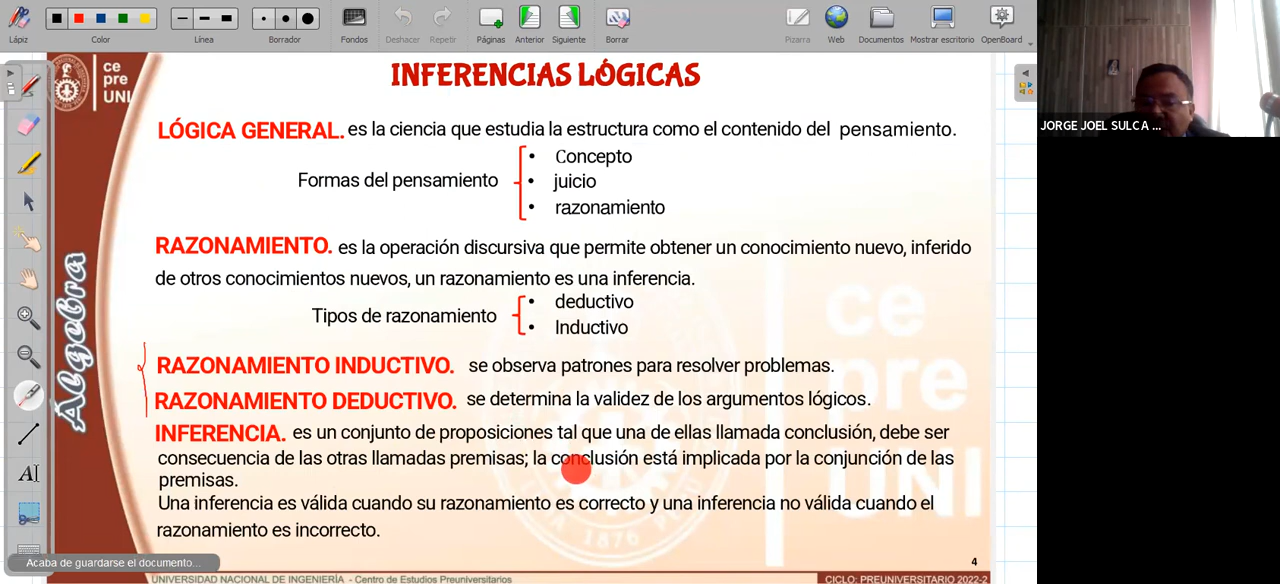 Lápiz
Color
Línea
Borrador
Fondos
Deshacer
Repetir
Páginas
Anterior
Siguiente
Borrar
Pizarra
Web
Documentos
Mostrar escritorio
OpenBoard
ce
pre
UNI
INFERENCIAS LÓGICAS
LÓGICA GENERAL. es la ciencia que estudia la estructura como el contenido del pensamiento.
Formas del pensamiento
• Concepto
• juicio
• razonamiento
RAZONAMIENTO. es la operación discursiva que permite obtener un conocimiento nuevo, inferido
de otros conocimientos nuevos, un razonamiento es una inferencia.
Tipos de razonamiento
• deductivo
• Inductivo
RAZONAMIENTO INDUCTIVO. se observa patrones para resolver problemas.
RAZONAMIENTO DEDUCTIVO. se determina la validez de los argumentos lógicos.
INFERENCIA. es un conjunto de proposiciones tal que una de ellas llamada conclusión, debe ser
consecuencia de las otras llamadas premisas; la conclusión está implicada por la conjunción de las
premisas.
Una inferencia es válida cuando su razonamiento es correcto y una inferencia no válida cuando el
razonamiento es incorrecto.
Álgebra
ce
pre
UNI
1876
4
Acaba de guardarse el documento...
UNIVERSIDAD NACIONAL DE INGENIERÍA - Centro de Estudios Preuniversitarios
CICLO: PREUNIVERSITARIO 2022-2
JORGE JOEL SULCA ...